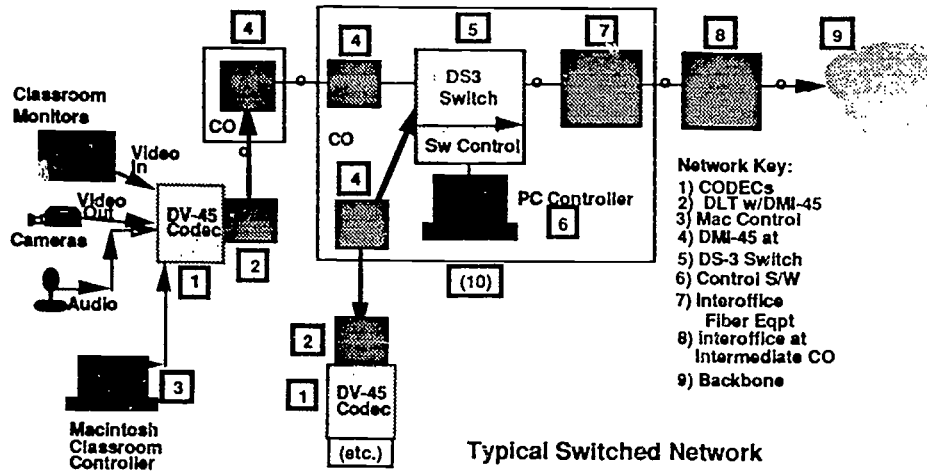 4
4
5
7
8
9
Classroom
Monitors
CO
DS3
Switch
Video
In
CO
Sw Control
4
Video
Out
Cameras
DV-45
Codec
PC Controller
6
1
2
Audio
(10)
3
2
1
DV-45
Codec
(etc.)
Macintosh
Classroom
Controller
Network Key:
1) CODECs
2) DLT w/DMI-45
3) Mac Control
4) DMI-45 at
5) DS-3 Switch
6) Control S/W
7) Interoffice
Fiber Eqpt
8) Interoffice at
Intermediate CO
9) Backbone
Typical Switched Network